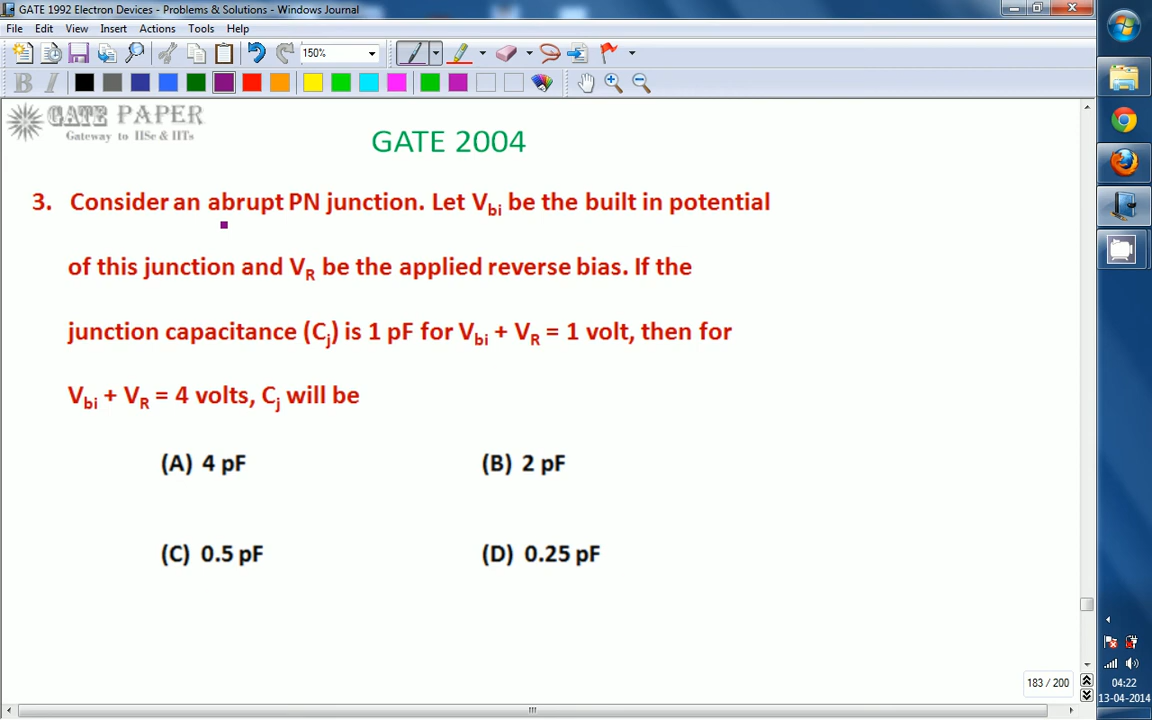 GATE 1992 Electron Devices - Problems & Solutions - Windows Journal
File Edit View Insert Actions Tools Help
150%
B I
GATE PAPER
Gateway to IISc & IITs
GATE 2004
3. Consider an abrupt PN junction. Let Vbi be the built in potential
of this junction and VR be the applied reverse bias. If the
junction capacitance (Cj) is 1 pF for Vbi + VR = 1 volt, then for
Vbi + VR = 4 volts, Cj will be
(A) 4 pF (B) 2 pF
(C) 0.5 pF (D) 0.25 pF
183 / 200
04:22
13-04-2014